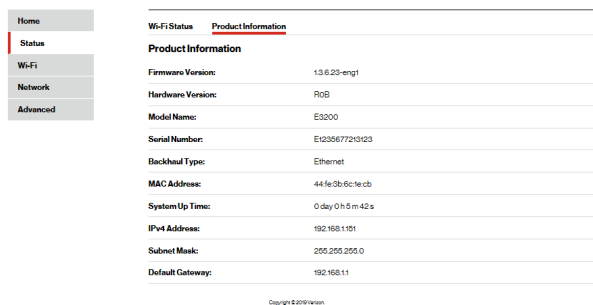 Home
Status
Wi-Fi
Network
Advanced
Wi-Fi Status Product Information
Product Information
Firmware Version: 1.3.6.23-eng1
Hardware Version: R0B
Model Name: E3200
Serial Number: E1235677213123
Backhaul Type: Ethernet
MAC Address: 44:fe:3b:6c:1e:cb
System Up Time: 0 day 0 h 5 m 42 s
IPv4 Address: 192.168.1.151
Subnet Mask: 255.255.255.0
Default Gateway: 192.168.1.1
Copyright © 2019 Verizon.